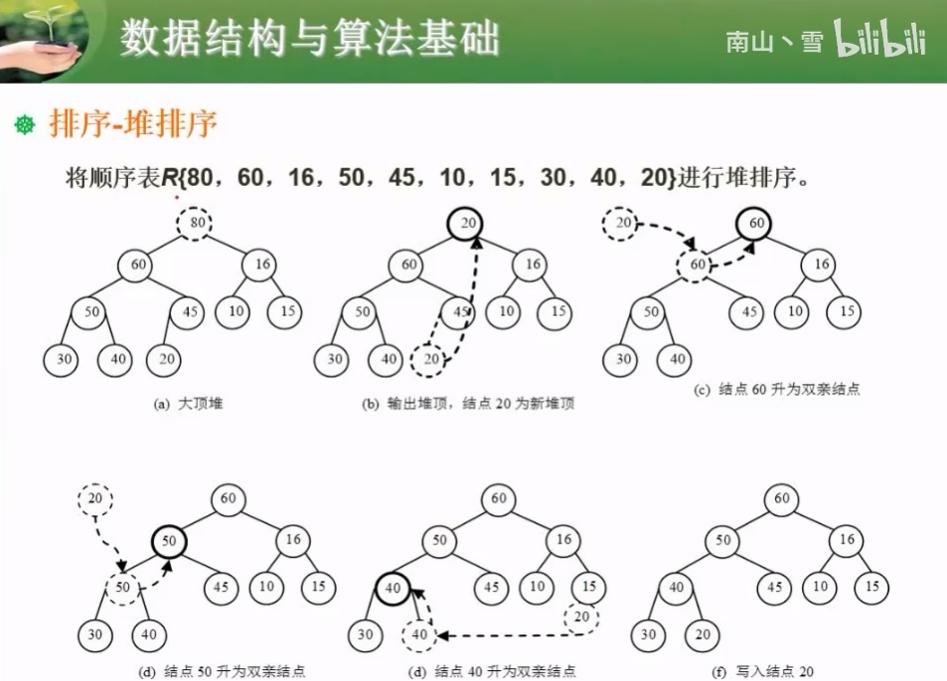 数据结构与算法基础
南山丶雪 bilibili
排序-堆排序
将顺序表R{80，60，16，50，45，10，15，30，40，20}进行堆排序。
80
60 16
50 45 10 15
30 40 20
(a) 大顶堆
20
60 16
50 45 10 15
30 40 20
(b) 输出堆顶，结点 20 为新堆顶
20 60
60 16
50 45 10 15
30 40
(c) 结点 60 升为双亲结点
20 60
50 16
50 45 10 15
30 40
(d) 结点 50 升为双亲结点
60
50 16
40 45 10 15
20
30 40
(d) 结点 40 升为双亲结点
60
50 16
40 45 10 15
30 20
(f) 写入结点 20